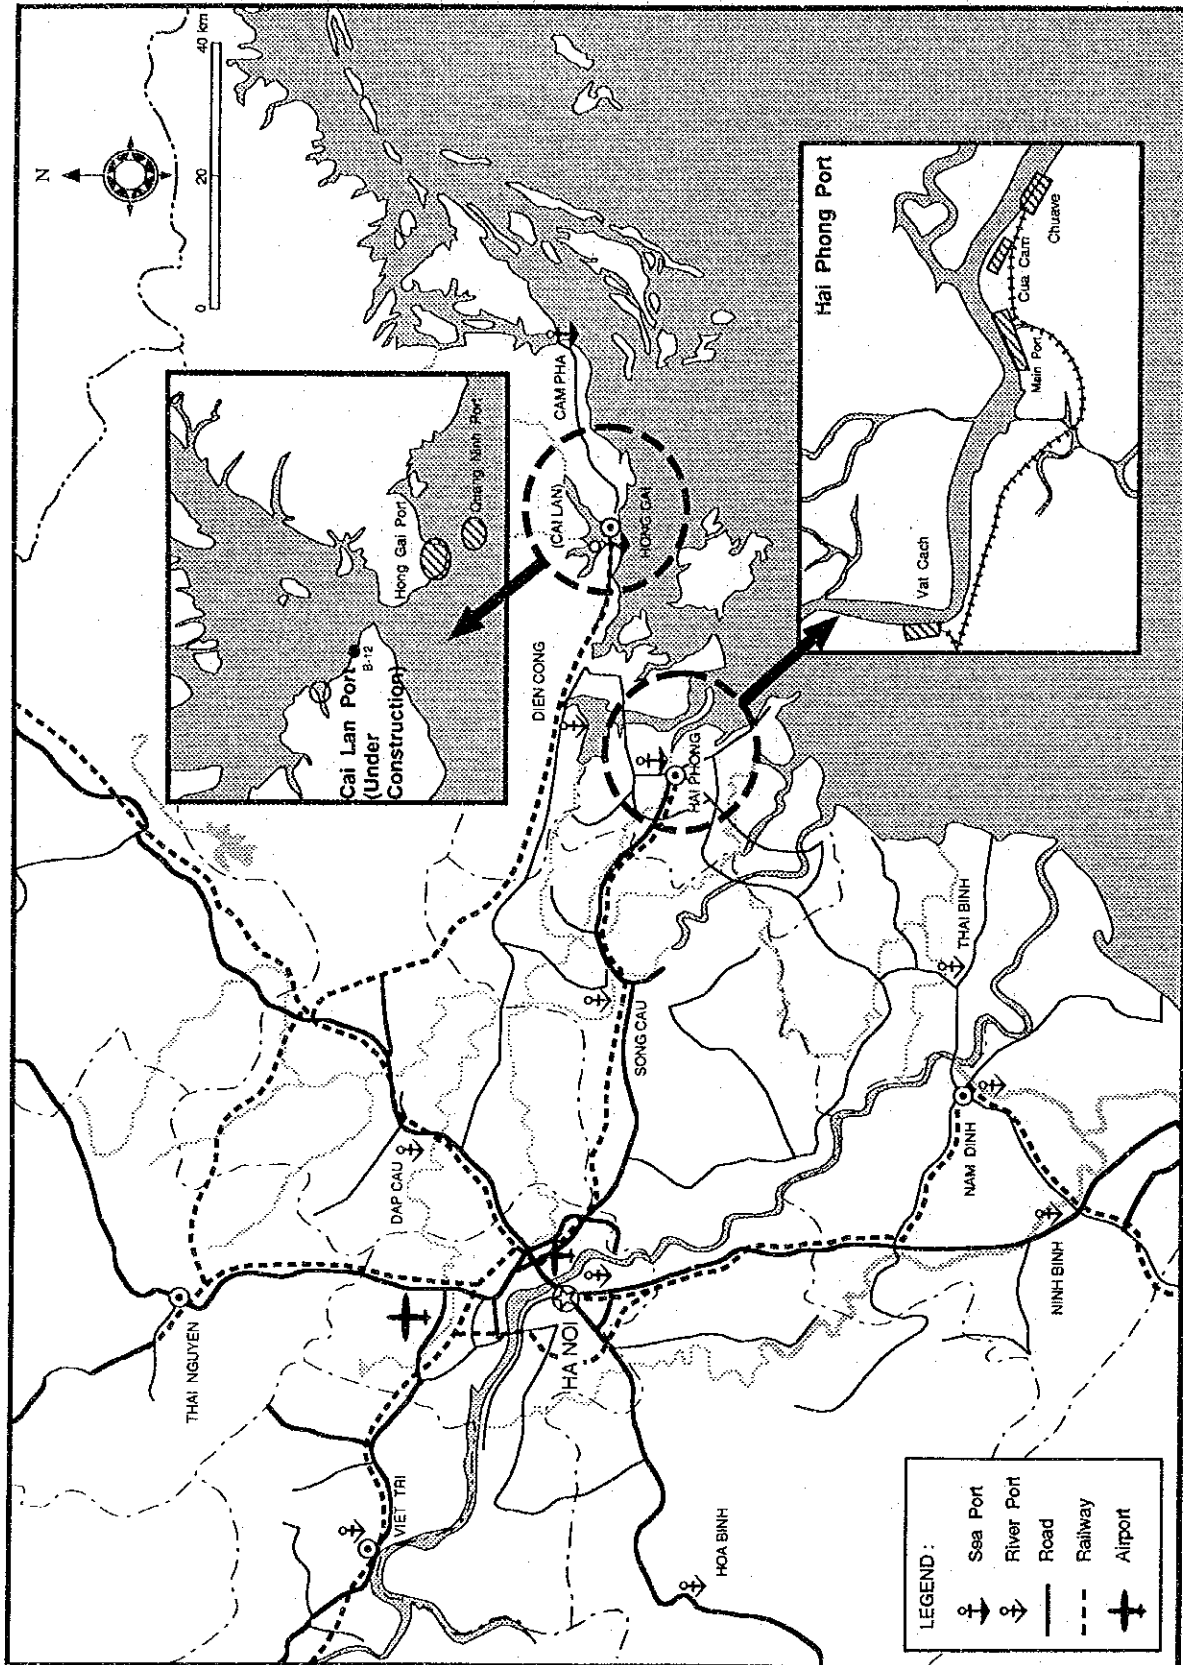 N
0
20
40 km
Hong Gai Port
Chang Ninh Port
B-12
Cai Lan Port
(Under
Construction)
Hai Phong Port
Chuave
Cua Cam
Main Port
Vat Cach
CAM PHA
(CAI LAN)
HONG GAI
DIEN CONG
HAI PHONG
THAI BINH
SONG CAU
DAP CAU
NAM DINH
NINH BINH
THAI NGUYEN
HA NOI
VIET TRI
HOA BINH
LEGEND :
Sea Port
River Port
Road
Railway
Airport